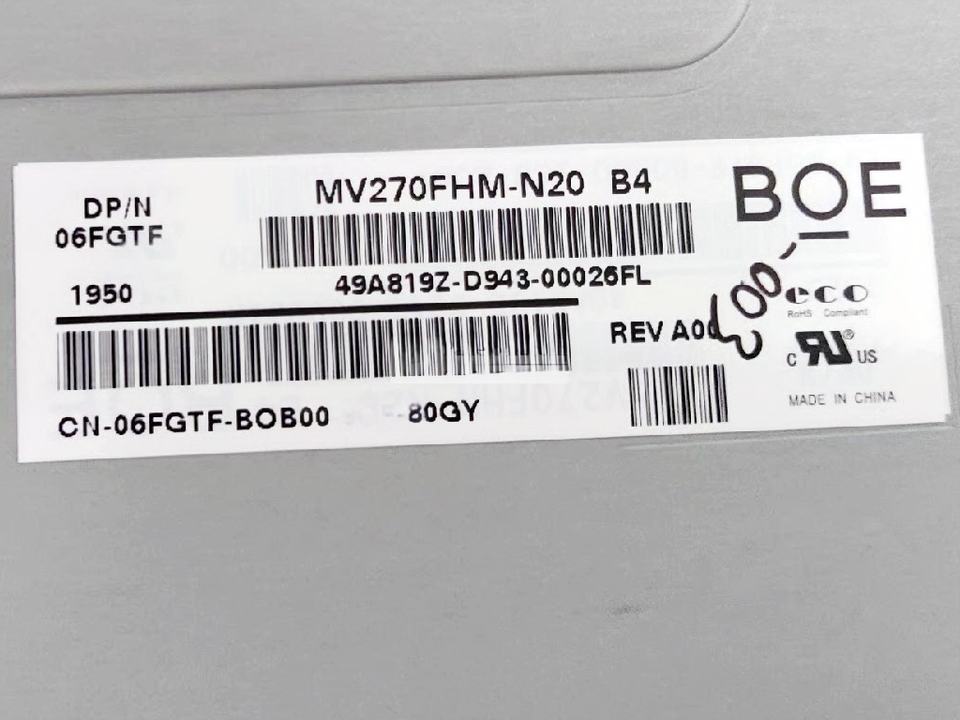 DP/N
06FGTF
MV270FHM-N20 B4
BOE
1950
49A819Z-D943-00026FL
REV A00
eco
RoHS Compliant
c RU® US
MADE IN CHINA
CN-06FGTF-BOB00
-80GY